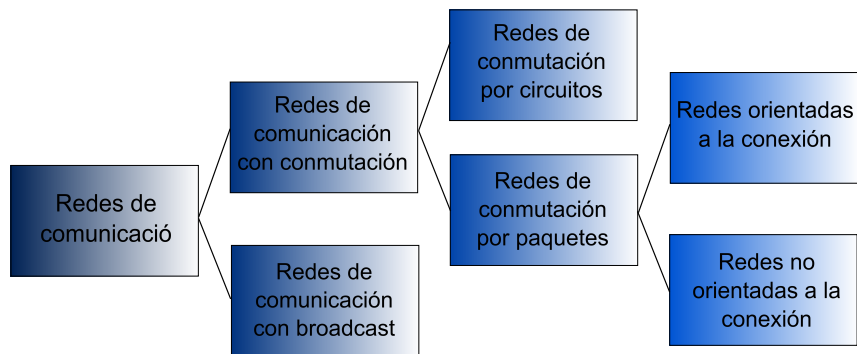 Redes de
comunicació
Redes de
comunicación
con conmutación
Redes de
comunicación
con broadcast
Redes de
conmutación
por circuitos
Redes de
conmutación
por paquetes
Redes orientadas
a la conexión
Redes no
orientadas a la
conexión